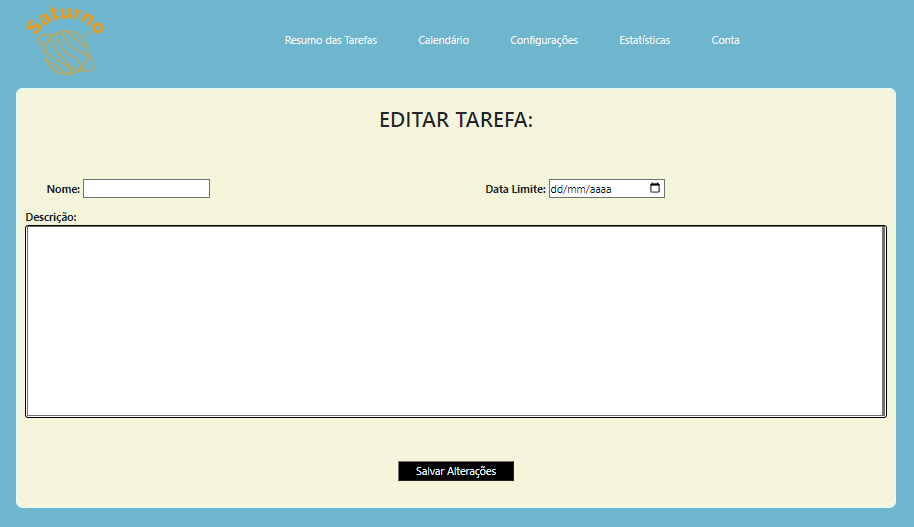 Saturno
Resumo das Tarefas
Calendário
Configurações
Estatísticas
Conta
EDITAR TAREFA:
Nome:
Data Limite: dd/mm/aaaa
Descrição:
Salvar Alterações